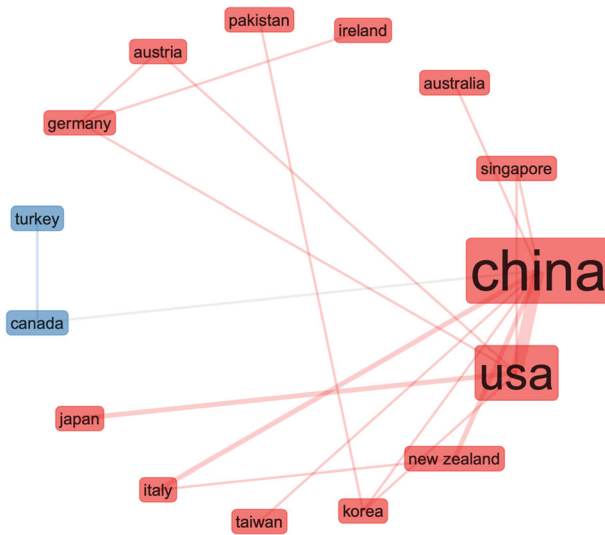 pakistan
ireland
austria
australia
germany
singapore
turkey
china
canada
usa
japan
new zealand
italy
korea
taiwan